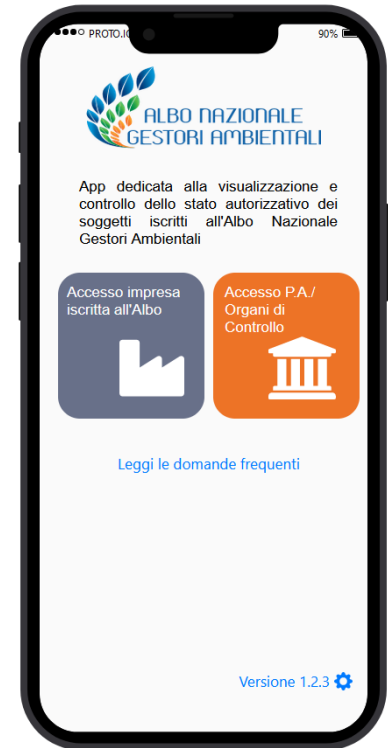 PROTO.I
90%
ALBO NAZIONALE
GESTORI AMBIENTALI
App dedicata alla visualizzazione e
controllo dello stato autorizzativo dei
soggetti iscritti all'Albo Nazionale
Gestori Ambientali
Accesso impresa
iscritta all'Albo
Accesso P.A./
Organi di
Controllo
Leggi le domande frequenti
Versione 1.2.3